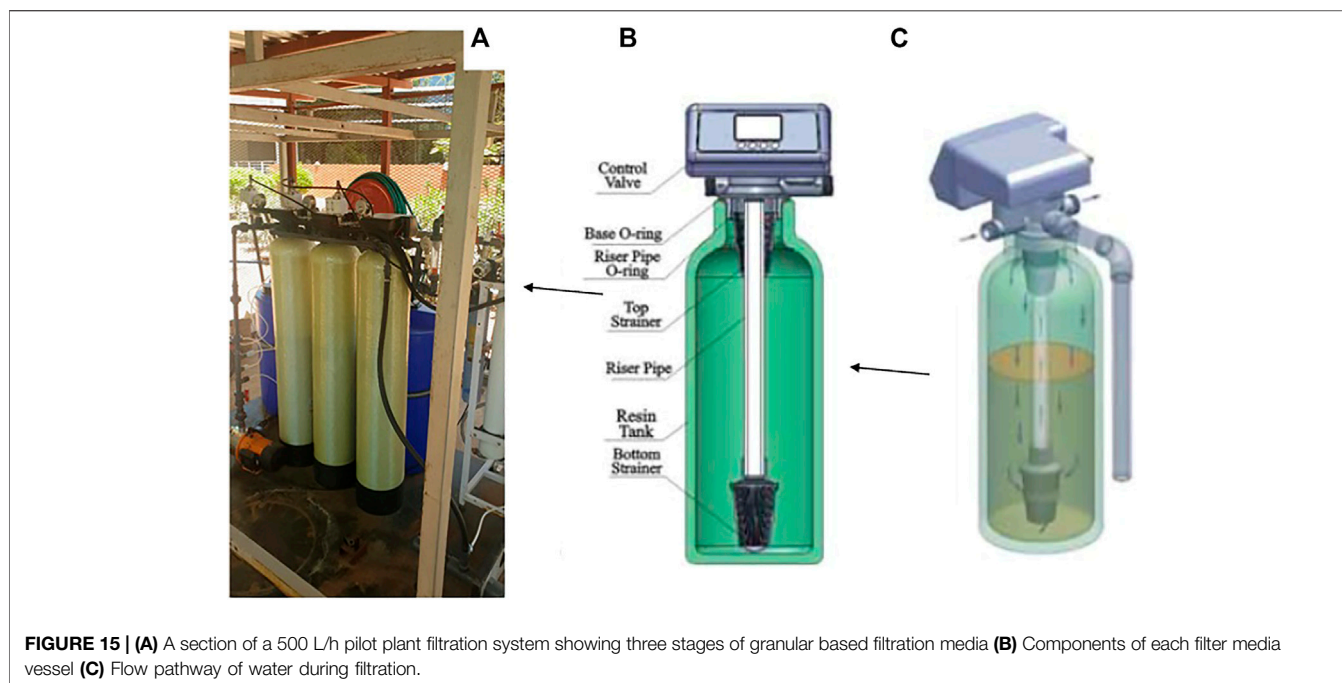 A
B
C
Control
Valve
Base O-ring
Riser Pipe
O-ring
Top
Strainer
Riser Pipe
Resin
Tank
Bottom
Strainer
FIGURE 15 | (A) A section of a 500 L/h pilot plant filtration system showing three stages of granular based filtration media (B) Components of each filter media
vessel (C) Flow pathway of water during filtration.